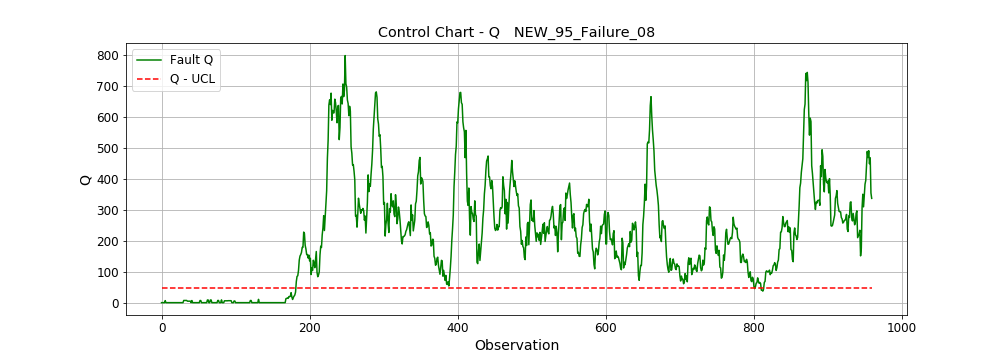 Control Chart - Q   NEW_95_Failure_08
Fault Q
Q - UCL
800
700
600
500
400
300
200
100
0
Q
0 200 400 600 800 1000
Observation